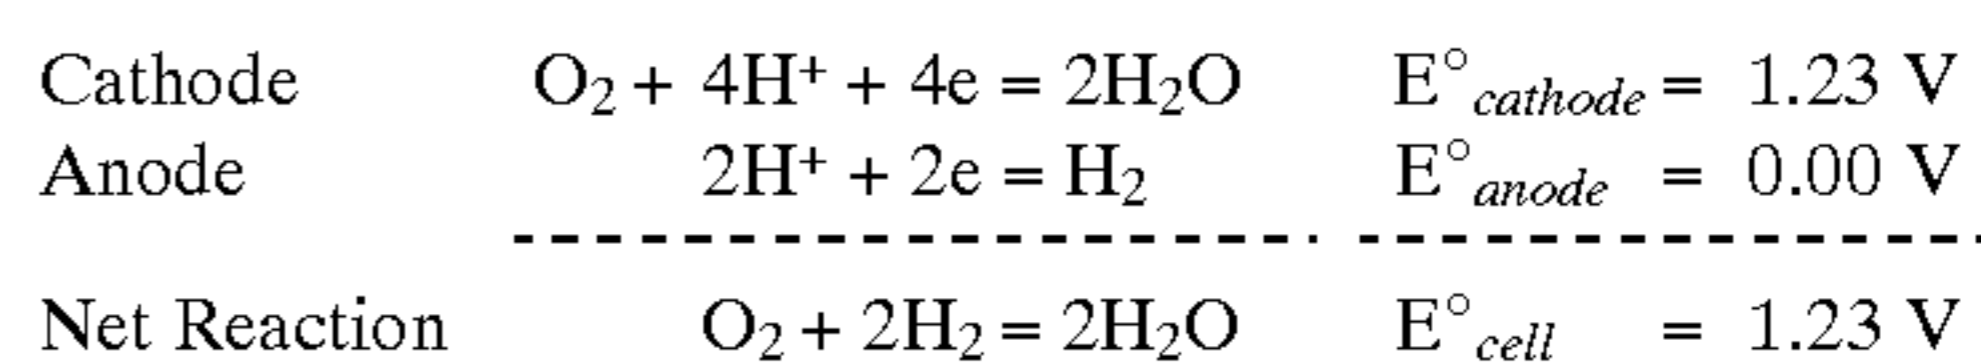 Cathode O₂ + 4H⁺ + 4e = 2H₂O E°cathode = 1.23 V
Anode 2H⁺ + 2e = H₂ E°anode = 0.00 V
Net Reaction O₂ + 2H₂ = 2H₂O E°cell = 1.23 V